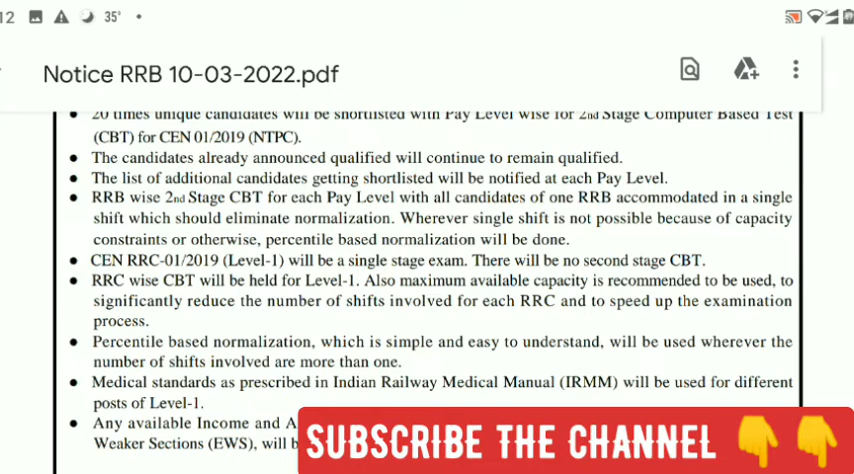 12 35°
Notice RRB 10-03-2022.pdf
• 20 times unique candidates will be shortlisted with Pay Level wise for 2nd Stage Computer Based Test
(CBT) for CEN 01/2019 (NTPC).
• The candidates already announced qualified will continue to remain qualified.
• The list of additional candidates getting shortlisted will be notified at each Pay Level.
• RRB wise 2nd Stage CBT for each Pay Level with all candidates of one RRB accommodated in a single
shift which should eliminate normalization. Wherever single shift is not possible because of capacity
constraints or otherwise, percentile based normalization will be done.
• CEN RRC-01/2019 (Level-1) will be a single stage exam. There will be no second stage CBT.
• RRC wise CBT will be held for Level-1. Also maximum available capacity is recommended to be used, to
significantly reduce the number of shifts involved for each RRC and to speed up the examination
process.
• Percentile based normalization, which is simple and easy to understand, will be used wherever the
number of shifts involved are more than one.
• Medical standards as prescribed in Indian Railway Medical Manual (IRMM) will be used for different
posts of Level-1.
• Any available Income and A
Weaker Sections (EWS), will b
SUBSCRIBE THE CHANNEL